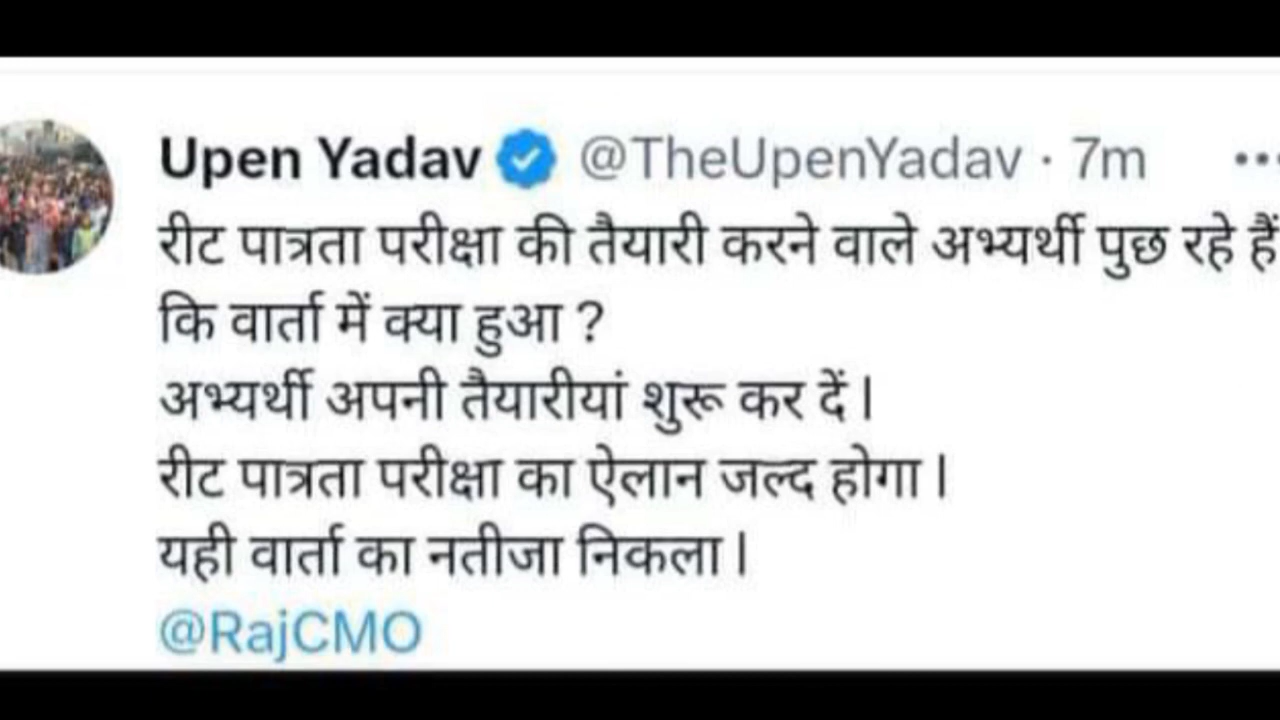 Upen Yadav @TheUpenYadav · 7m
रीट पात्रता परीक्षा की तैयारी करने वाले अभ्यर्थी पुछ रहे हैं
कि वार्ता में क्या हुआ ?
अभ्यर्थी अपनी तैयारीयां शुरू कर दें |
रीट पात्रता परीक्षा का ऐलान जल्द होगा |
यही वार्ता का नतीजा निकला |
@RajCMO